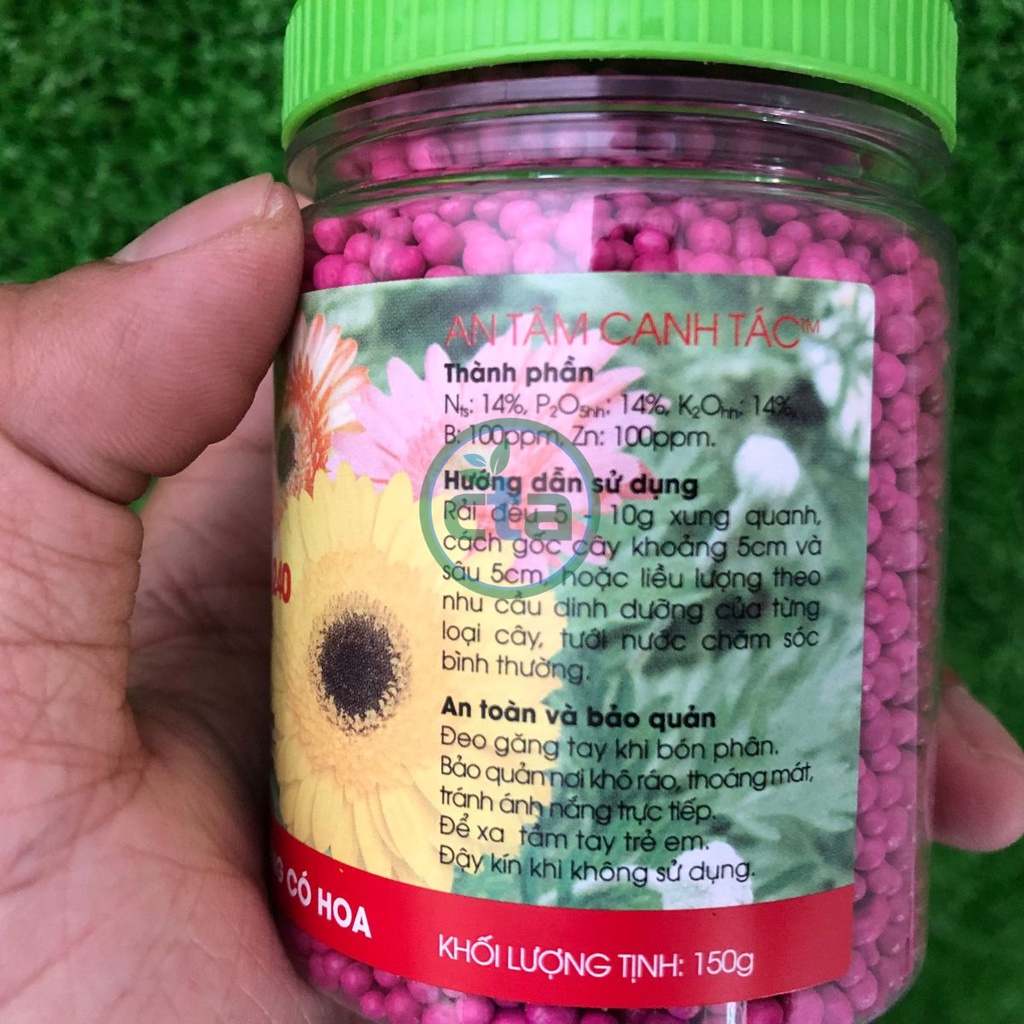 AN TÂM CANH TÁC™
Thành phần
Nts: 14%, P2O5hh: 14%, K2Ohh: 14%,
B: 100ppm, Zn: 100ppm.
Hướng dẫn sử dụng
Rải đều 5 - 10g xung quanh,
cách gốc cây khoảng 5cm và
sâu 5cm, hoặc liều lượng theo
nhu cầu dinh dưỡng của từng
loại cây, tưới nước chăm sóc
bình thường.
An toàn và bảo quản
Đeo găng tay khi bón phân.
Bảo quản nơi khô ráo, thoáng mát,
tránh ánh nắng trực tiếp.
Để xa tầm tay trẻ em.
Đậy kín khi không sử dụng.
CÓ HOA
KHỐI LƯỢNG TỊNH: 150g
cta